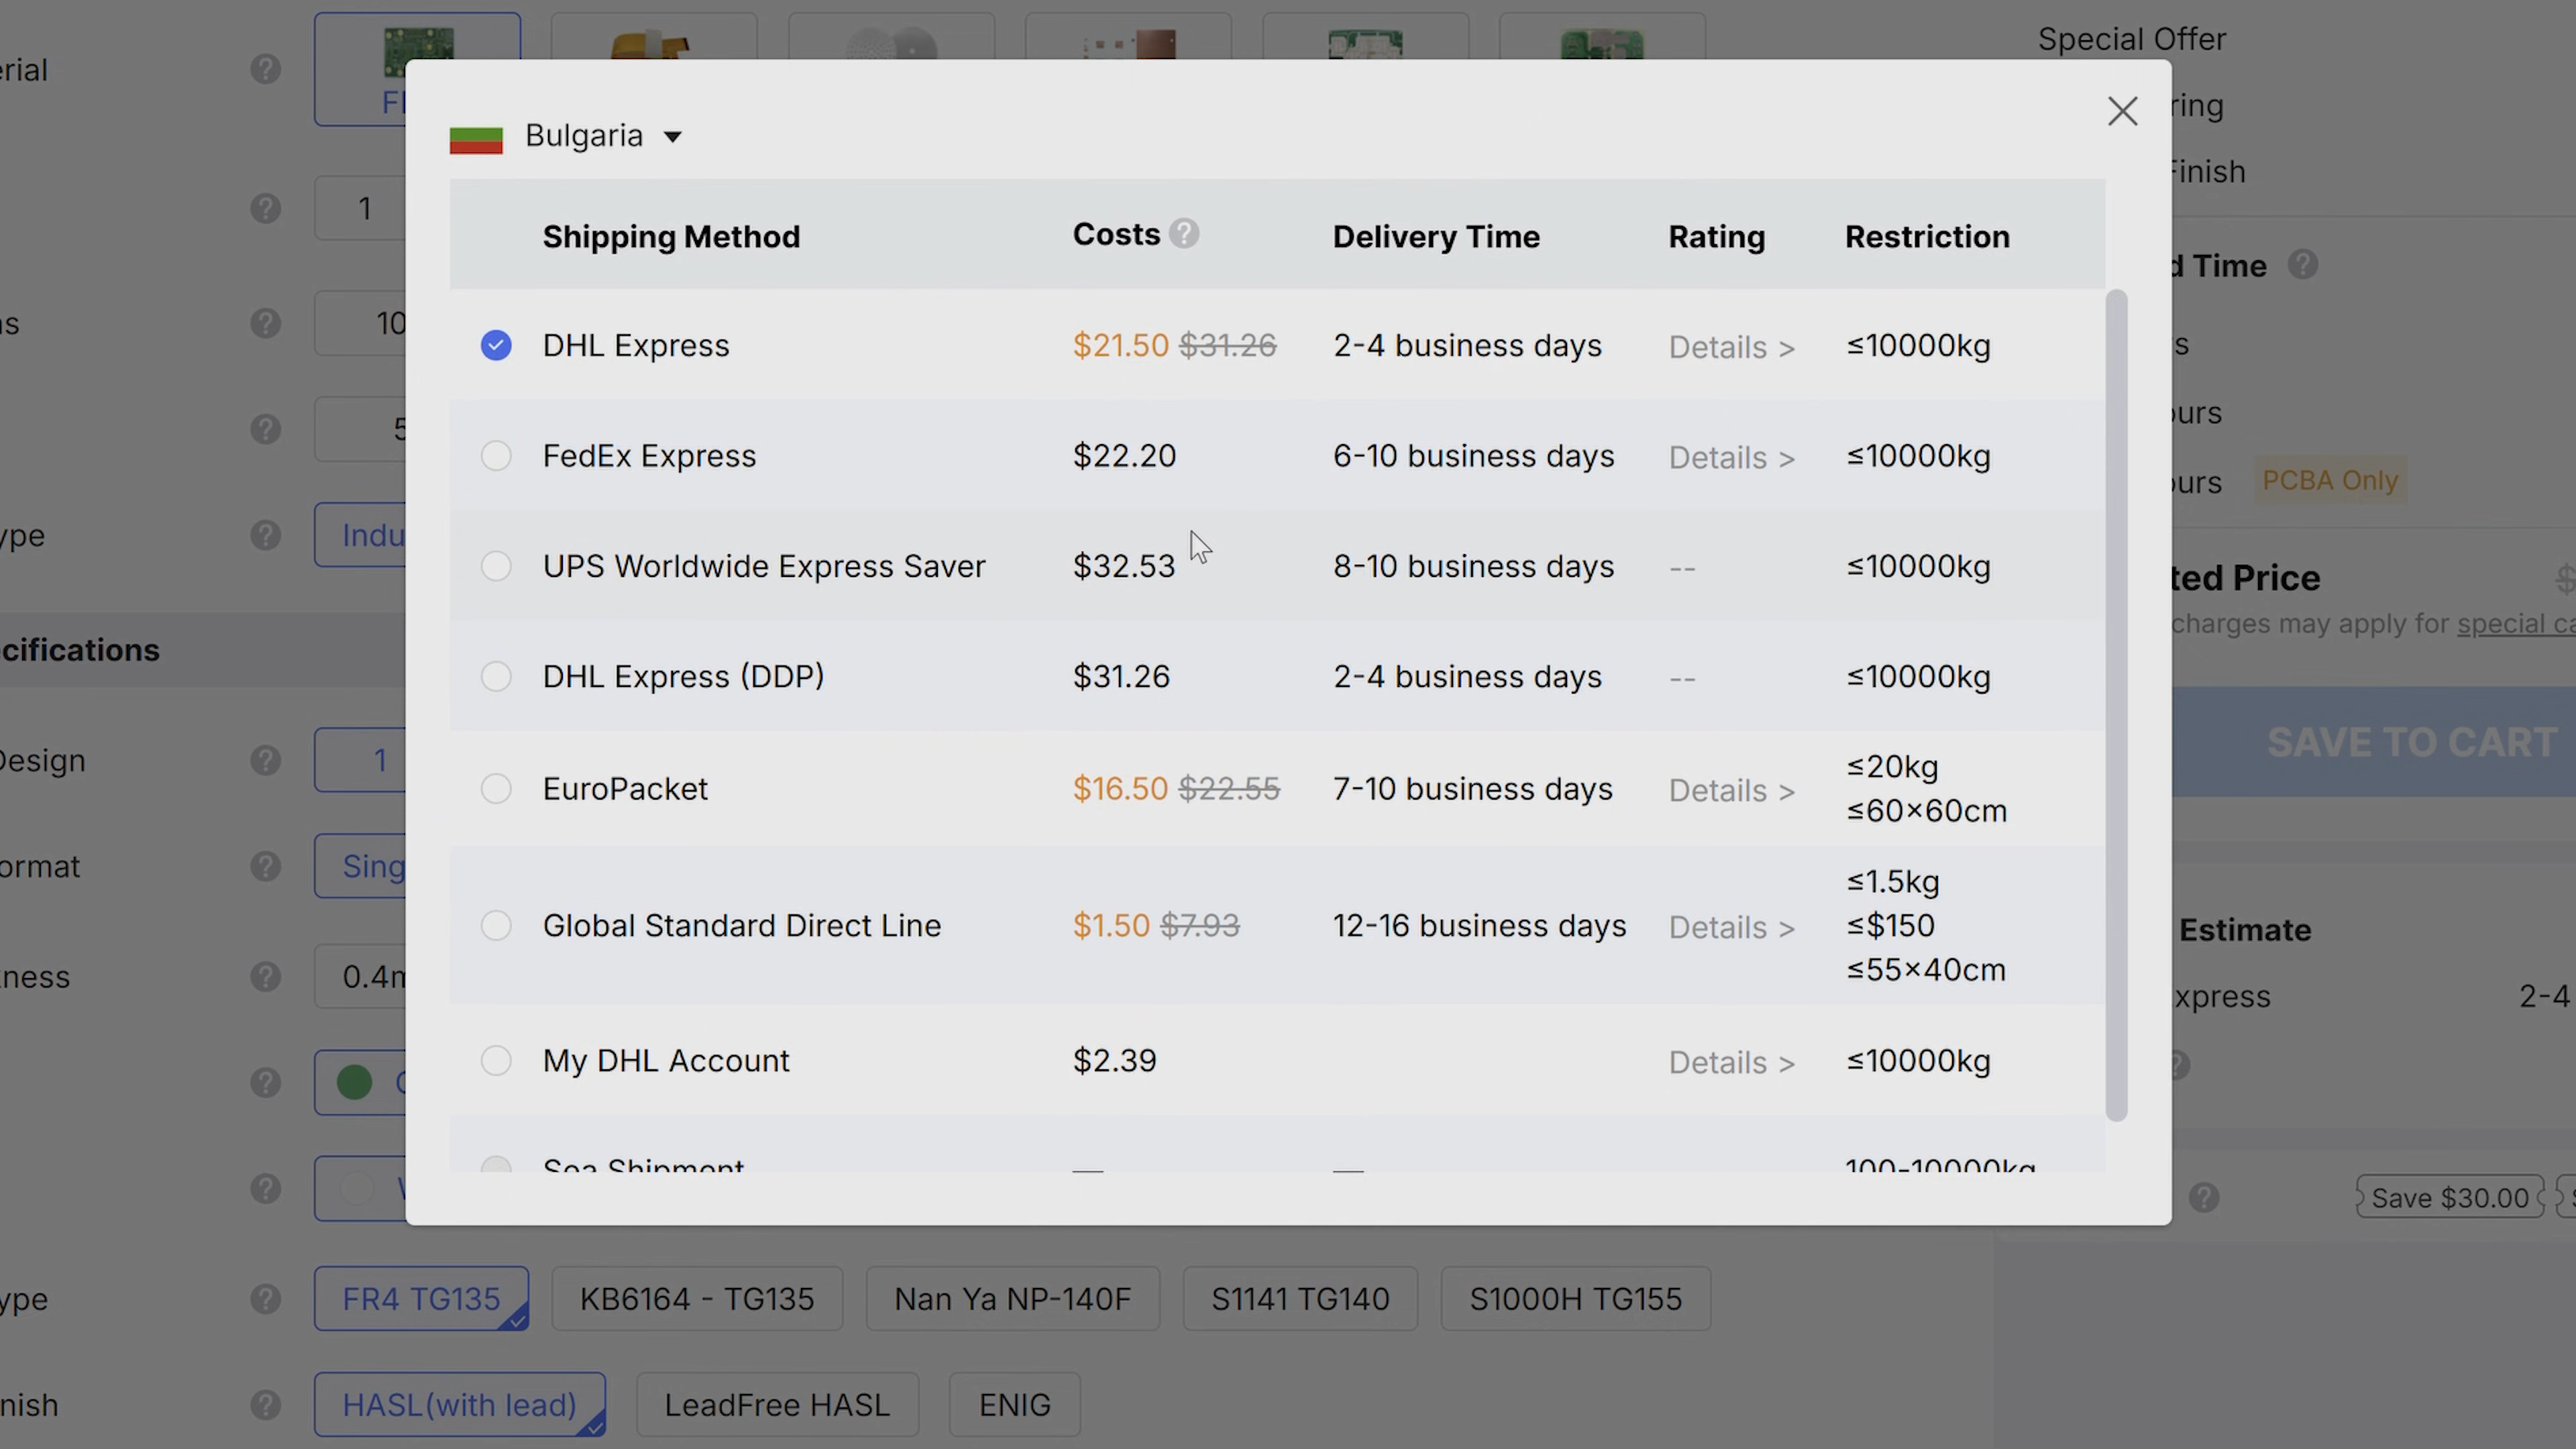 Special Offer
Bulgaria
Shipping Method Costs ? Delivery Time Rating Restriction
DHL Express $21.50 $31.26 2-4 business days Details > ≤10000kg
FedEx Express $22.20 6-10 business days Details > ≤10000kg
UPS Worldwide Express Saver $32.53 8-10 business days -- ≤10000kg
DHL Express (DDP) $31.26 2-4 business days -- ≤10000kg
EuroPacket $16.50 $22.55 7-10 business days Details > ≤20kg
≤60×60cm
Global Standard Direct Line $1.50 $7.93 12-16 business days Details > ≤1.5kg
≤$150
≤55×40cm
My DHL Account $2.39 Details > ≤10000kg
Sea Shipment — — 100-10000kg
erial ?
1
?
ns ? 10
? 5
ype ? Indu
cifications
Design ? 1
ormat ? Sing
kness ? 0.4m
?
?
ype ? FR4 TG135 KB6164 - TG135 Nan Ya NP-140F S1141 TG140 S1000H TG155
nish ? HASL(with lead) LeadFree HASL ENIG
ring
Finish
d Time ?
s
ours
ours PCBA Only
ted Price $
charges may apply for special ca
SAVE TO CART
Estimate
xpress 2-4
?
? Save $30.00